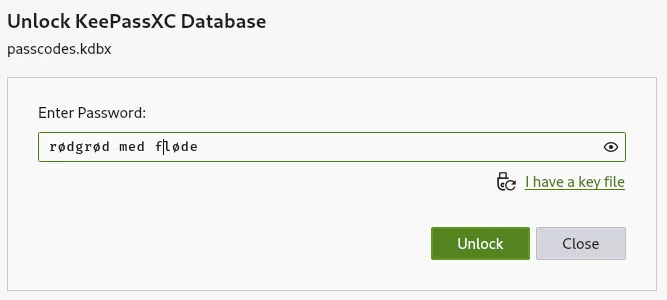 Unlock KeePassXC Database
passcodes.kdbx
Enter Password:
rødgrød med fløde
I have a key file
Unlock
Close